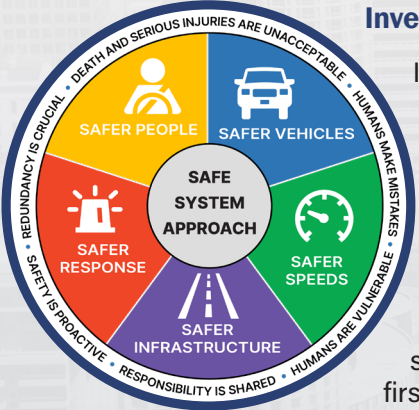 Inve
DEATH AND SERIOUS INJURIES ARE UNACCEPTABLE • HUMANS MAKE MISTAKES • HUMANS ARE VULNERABLE • RESPONSIBILITY IS SHARED • SAFETY IS PROACTIVE • REDUNDANCY IS CRUCIAL •
SAFER PEOPLE
SAFER VEHICLES
SAFE
SYSTEM
APPROACH
SAFER
RESPONSE
SAFER
SPEEDS
SAFER
INFRASTRUCTURE
s
firs